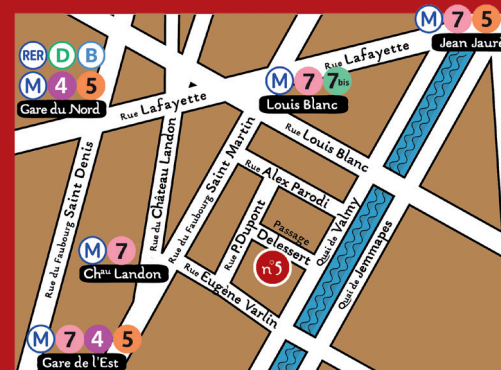 M 7 5
Jean Jaurè
RER D B
M 4 5
Gare du Nord
Rue Lafayette
Rue Lafayette
M 7 7bis
Louis Blanc
Rue Louis Blanc
Rue Alex Parodi
Rue du Faubourg Saint Denis
Rue du Château Landon
Rue du Faubourg Saint Martin
Rue P.Dupont
Passage
Delessert
n°5
Quai de Valmy
Quai de Jemmapes
M 7
Chau Landon
Rue Eugène Varlin
M 7 4 5
Gare de l'Est